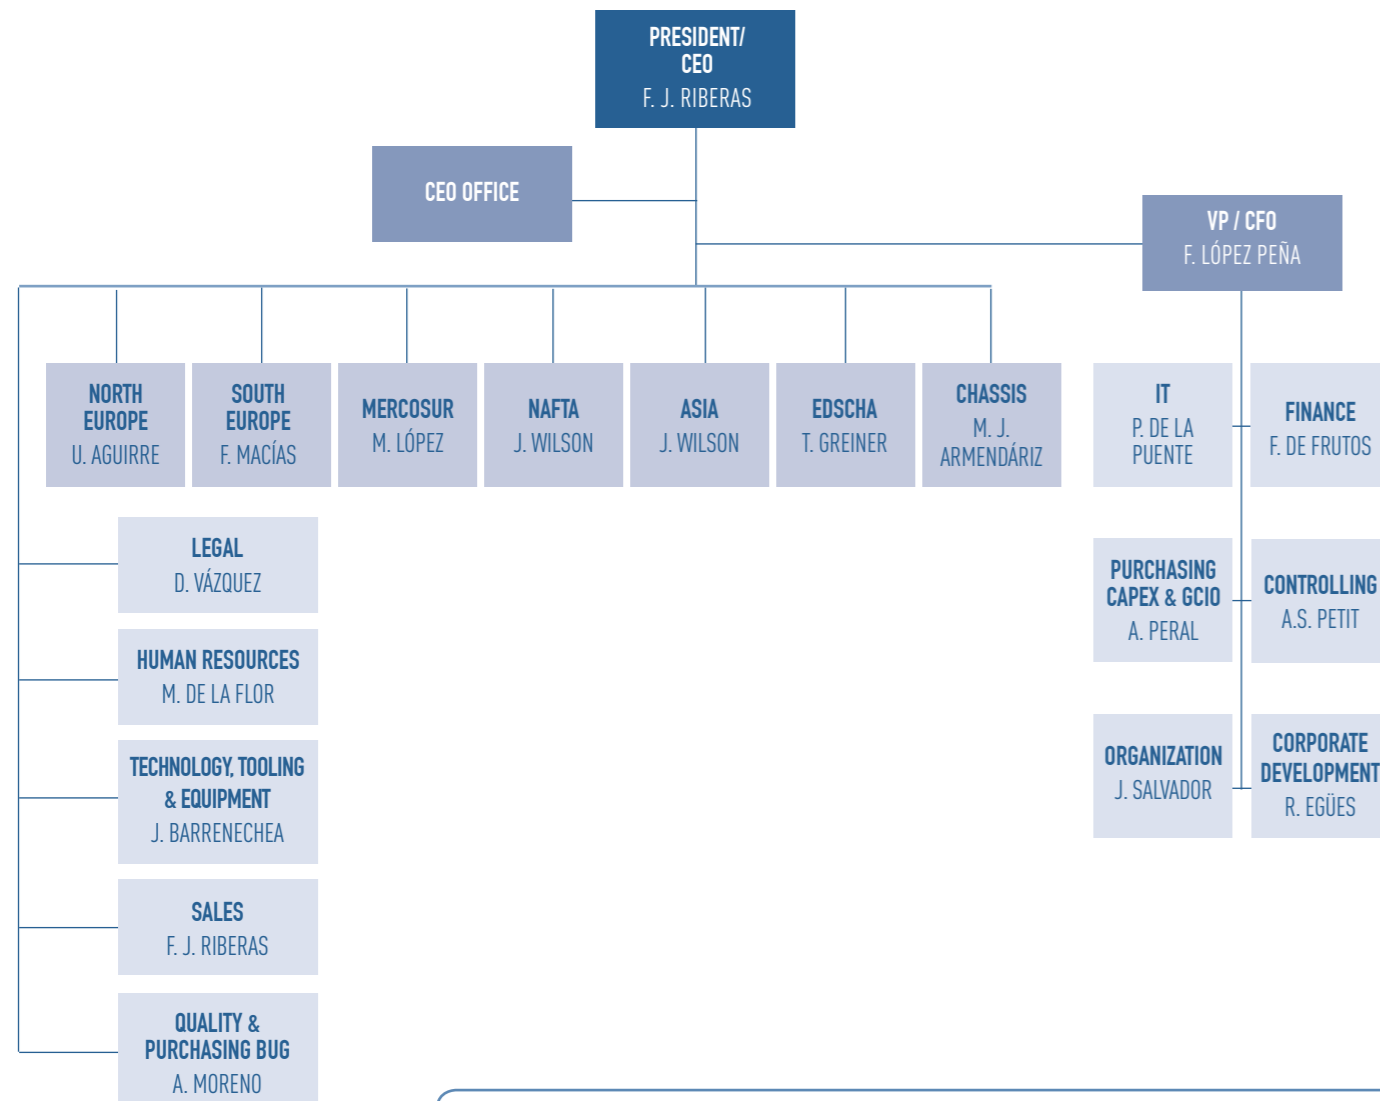 PRESIDENT/
CEO
F. J. RIBERAS
CEO OFFICE
VP / CFO
F. LÓPEZ PEÑA
NORTH
EUROPE
U. AGUIRRE
SOUTH
EUROPE
F. MACÍAS
MERCOSUR
M. LÓPEZ
NAFTA
J. WILSON
ASIA
J. WILSON
EDSCHA
T. GREINER
CHASSIS
M. J.
ARMENDÁRIZ
IT
P. DE LA
PUENTE
FINANCE
F. DE FRUTOS
LEGAL
D. VÁZQUEZ
HUMAN RESOURCES
M. DE LA FLOR
TECHNOLOGY, TOOLING
& EQUIPMENT
J. BARRENECHEA
SALES
F. J. RIBERAS
QUALITY &
PURCHASING BUG
A. MORENO
PURCHASING
CAPEX & GCIO
A. PERAL
CONTROLLING
A.S. PETIT
ORGANIZATION
J. SALVADOR
CORPORATE
DEVELOPMENT
R. EGÜES